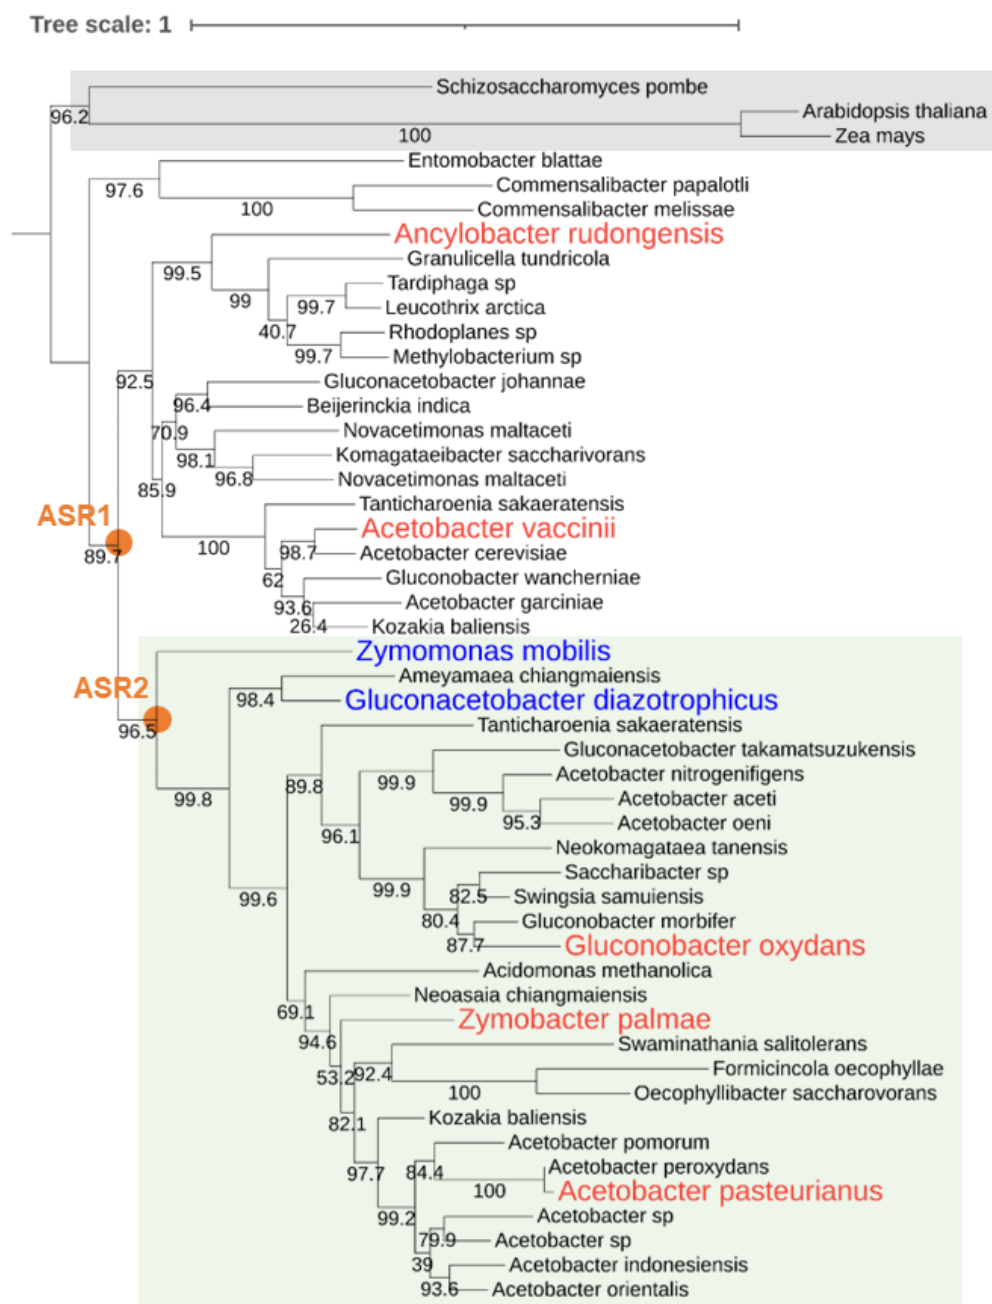 Tree scale: 1
Schizosaccharomyces pombe
96.2
Arabidopsis thaliana
100
Zea mays
Entomobacter blattae
97.6
Commensalibacter papalotli
100
Commensalibacter melissae
Ancylobacter rudongensis
Granulicella tundricola
99.5
Tardiphaga sp
99
99.7
Leucothrix arctica
40.7
Rhodoplanes sp
99.7
Methylobacterium sp
92.5
Gluconacetobacter johannae
96.4
Beijerinckia indica
70.9
Novacetimonas maltaceti
98.1
Komagataeibacter saccharivorans
96.8
Novacetimonas maltaceti
85.9
Tanticharoenia sakaeratensis
ASR1
Acetobacter vaccinii
89.7
100
98.7
Acetobacter cerevisiae
62
Gluconobacter wancherniae
93.6
Acetobacter garciniae
26.4
Kozakia baliensis
Zymomonas mobilis
Ameyamaea chiangmaiensis
ASR2
98.4
Gluconacetobacter diazotrophicus
96.5
Tanticharoenia sakaeratensis
Gluconacetobacter takamatsuzukensis
99.8
89.8
99.9
Acetobacter nitrogenifigens
99.9
Acetobacter aceti
95.3
Acetobacter oeni
96.1
Neokomagataea tanensis
99.9
Saccharibacter sp
99.6
82.5
Swingsia samuiensis
80.4
Gluconobacter morbifer
87.7
Gluconobacter oxydans
Acidomonas methanolica
69.1
Neoasaia chiangmaiensis
94.6
Zymobacter palmae
Swaminathania salitolerans
53.2
92.4
Formicincola oecophyllae
100
Oecophyllibacter saccharovorans
82.1
Kozakia baliensis
Acetobacter pomorum
97.7
84.4
Acetobacter peroxydans
100
Acetobacter pasteurianus
99.2
Acetobacter sp
79.9
Acetobacter sp
39
Acetobacter indonesiensis
93.6
Acetobacter orientalis